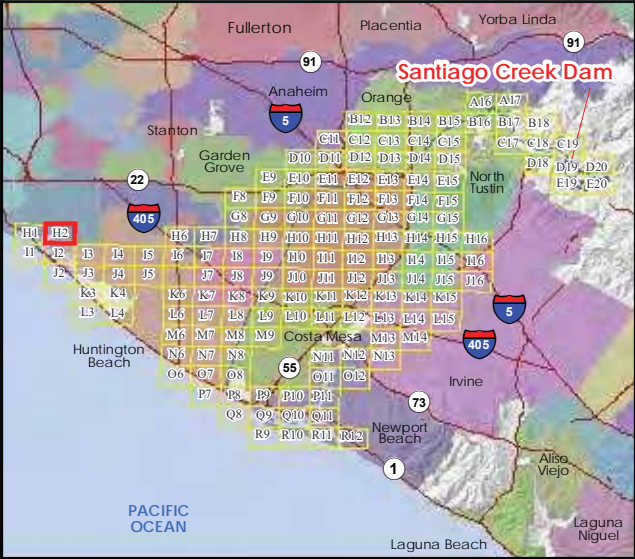 Fullerton
Placentia
Yorba Linda
91
91
Santiago Creek Dam
Anaheim
Orange
5
A16 A17
B12 B13 B14 B15 B16 B17 B18
Stanton
C11 C12 C13 C14 C15 C17 C18 C19
Garden
Grove
D10 D11 D12 D13 D14 D15 D18 D19 D20
North
Tustin
22
E9 E10 E11 E12 E13 E14 E15 E19 E20
F8 F9 F10 F11 F12 F13 F14 F15
405
G8 G9 G10 G11 G12 G13 G14 G15
H1 H2 H6 H7 H8 H9 H10 H11 H12 H13 H14 H15 H16
I1 I2 I3 I4 I5 I6 I7 I8 I9 I10 I11 I12 I13 I14 I15 I16
J2 J3 J4 J5 J7 J8 J9 J10 J11 J12 J13 J14 J15 J16
K3 K4 K6 K7 K8 K9 K10 K11 K12 K13 K14 K15
L3 L4 L6 L7 L8 L9 L10 L11 L12 L13 L14 L15
5
M6 M7 M8 M9 Costa Mesa M13 M14
405
Huntington
Beach
N6 N7 N8 N11 N12 N13
55
O6 O7 O8 O11 O12
Irvine
P7 P8 P9 P10 P11
73
Q8 Q9 Q10 Q11
Newport
Beach
R9 R10 R11 R12
1
Aliso
Viejo
PACIFIC
OCEAN
Laguna
Niguel
Laguna Beach